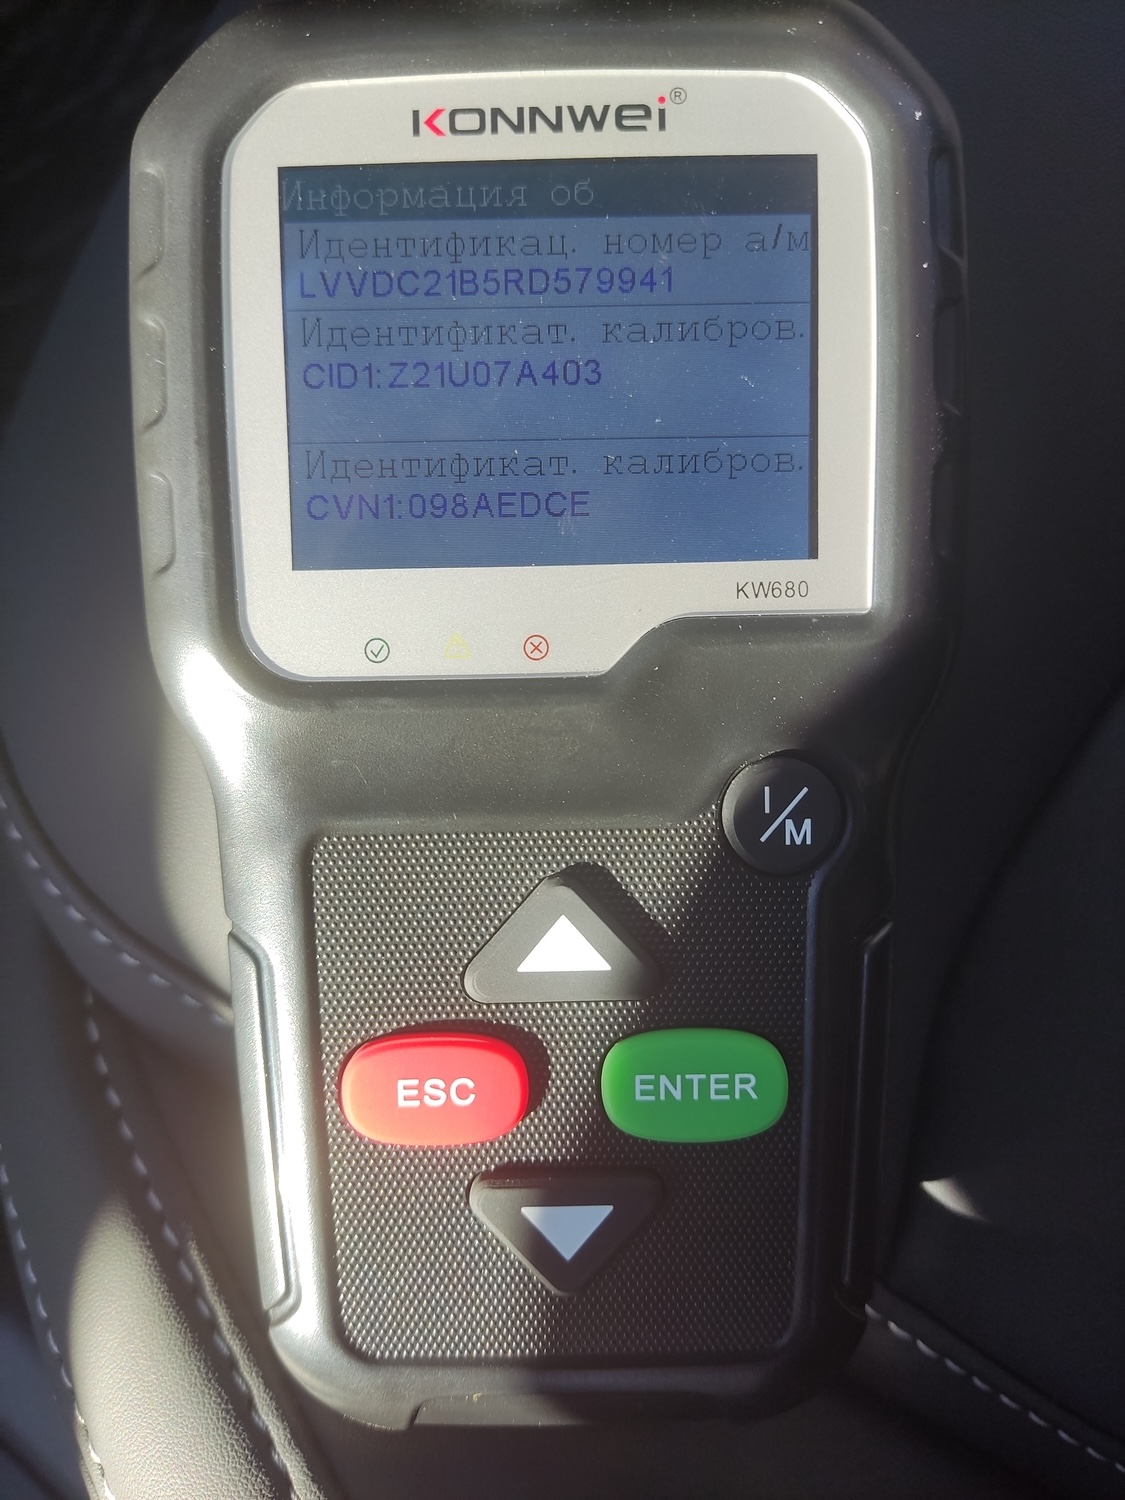 KONNWEI®
Информация об
Идентификац. номер а/м
LVVDC21B5RD579941
Идентификат. калибров.
CID1:Z21U07A403
Идентификат. калибров.
CVN1:098AEDCE
KW680
I/M
ESC
ENTER